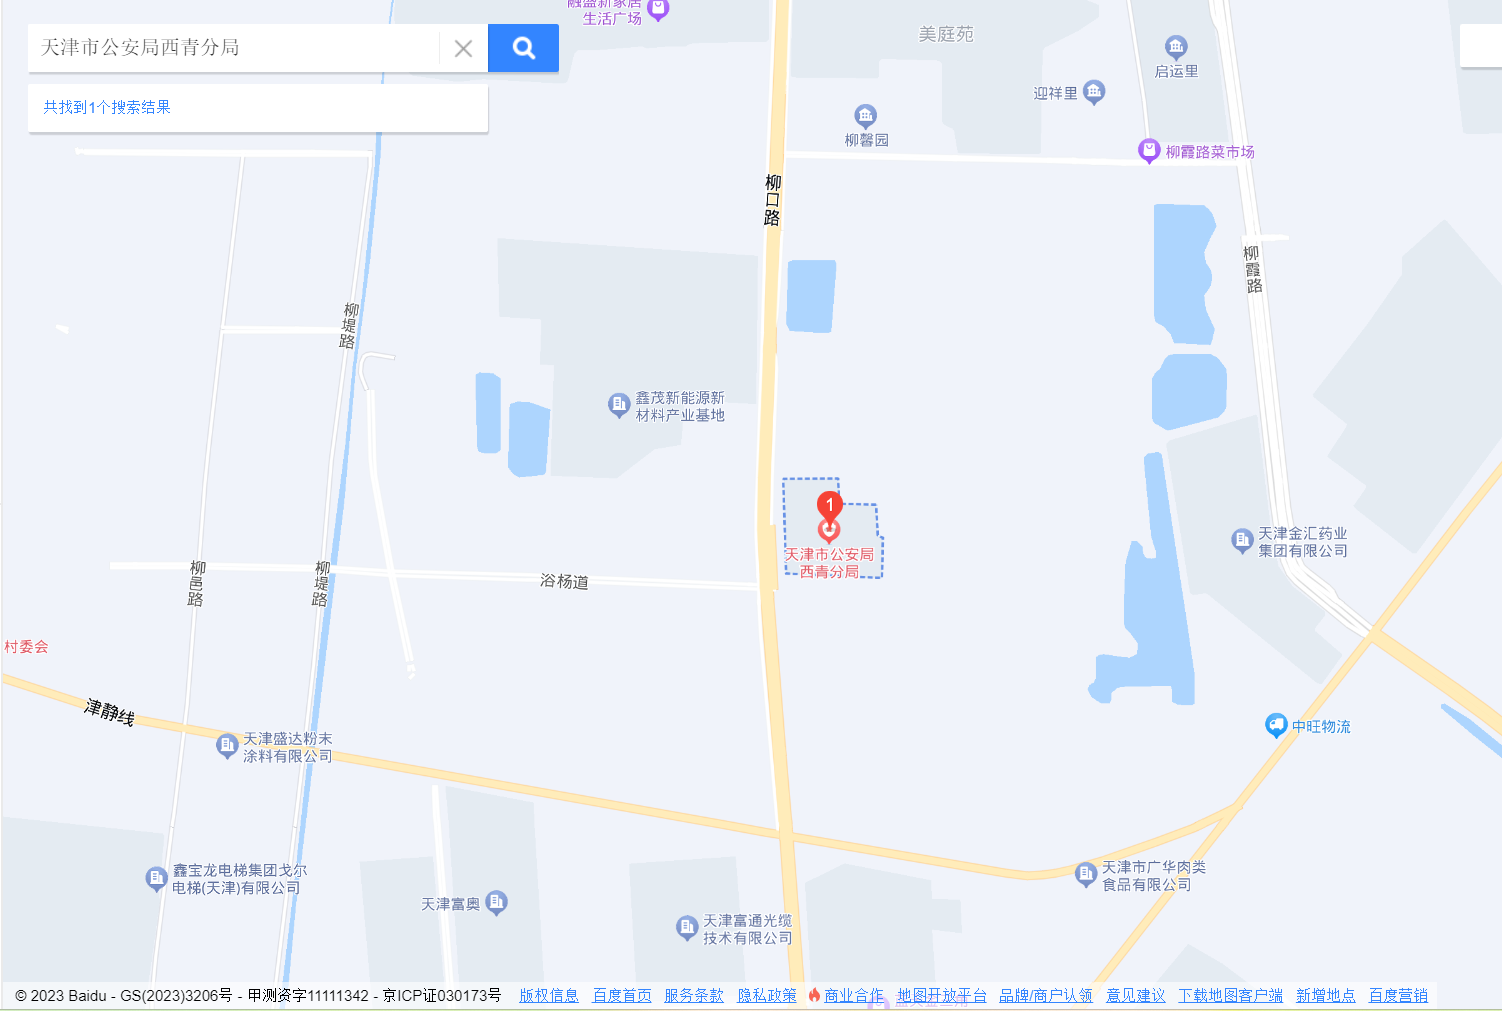 融盛新家居
生活广场
天津市公安局西青分局
美庭苑
启运里
迎祥里
共找到1个搜索结果
柳馨园
柳霞路菜市场
柳口路
柳霞路
柳堤路
鑫茂新能源新
材料产业基地
1
天津市公安局
西青分局
天津金汇药业
集团有限公司
柳邑路
柳堤路
浴杨道
村委会
津静线
中旺物流
天津盛达粉末
涂料有限公司
鑫宝龙电梯集团戈尔
电梯(天津)有限公司
天津市广华肉类
食品有限公司
天津富奥
天津富通光缆
技术有限公司
© 2023 Baidu - GS(2023)3206号 - 甲测资字11111342 - 京ICP证030173号 版权信息 百度首页 服务条款 隐私政策 商业合作 地图开放平台 品牌/商户认领 意见建议 下载地图客户端 新增地点 百度营销